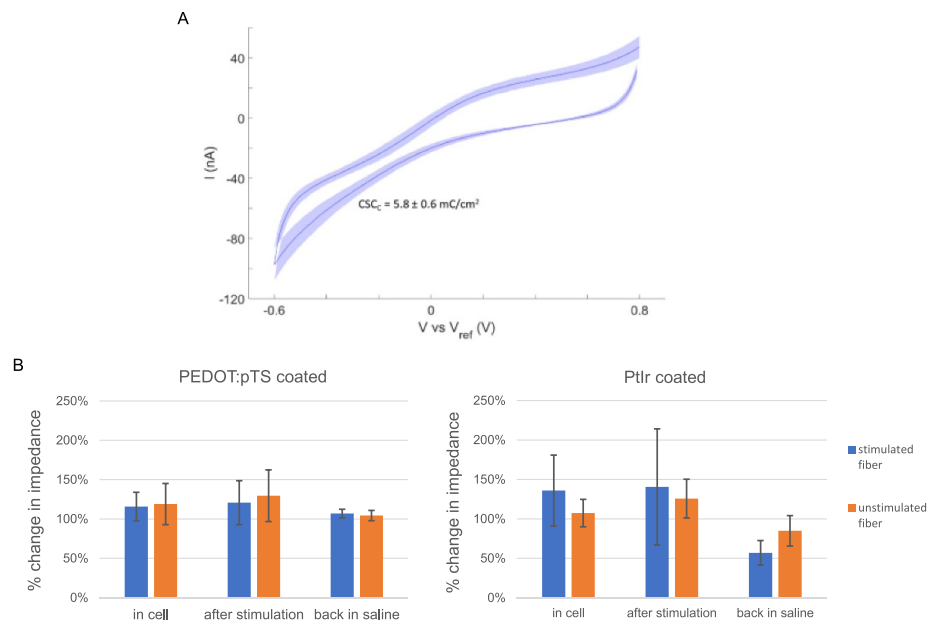 A
40
0
-40
-80
-120
I (nA)
CSCC = 5.8 ± 0.6 mC/cm²
-0.6
0
0.8
V vs Vref (V)
B
PEDOT:pTS coated
250%
200%
150%
100%
50%
0%
% change in impedance
in cell
after stimulation
back in saline
PtIr coated
250%
200%
150%
100%
50%
0%
% change in impedance
in cell
after stimulation
back in saline
stimulated
fiber
unstimulated
fiber